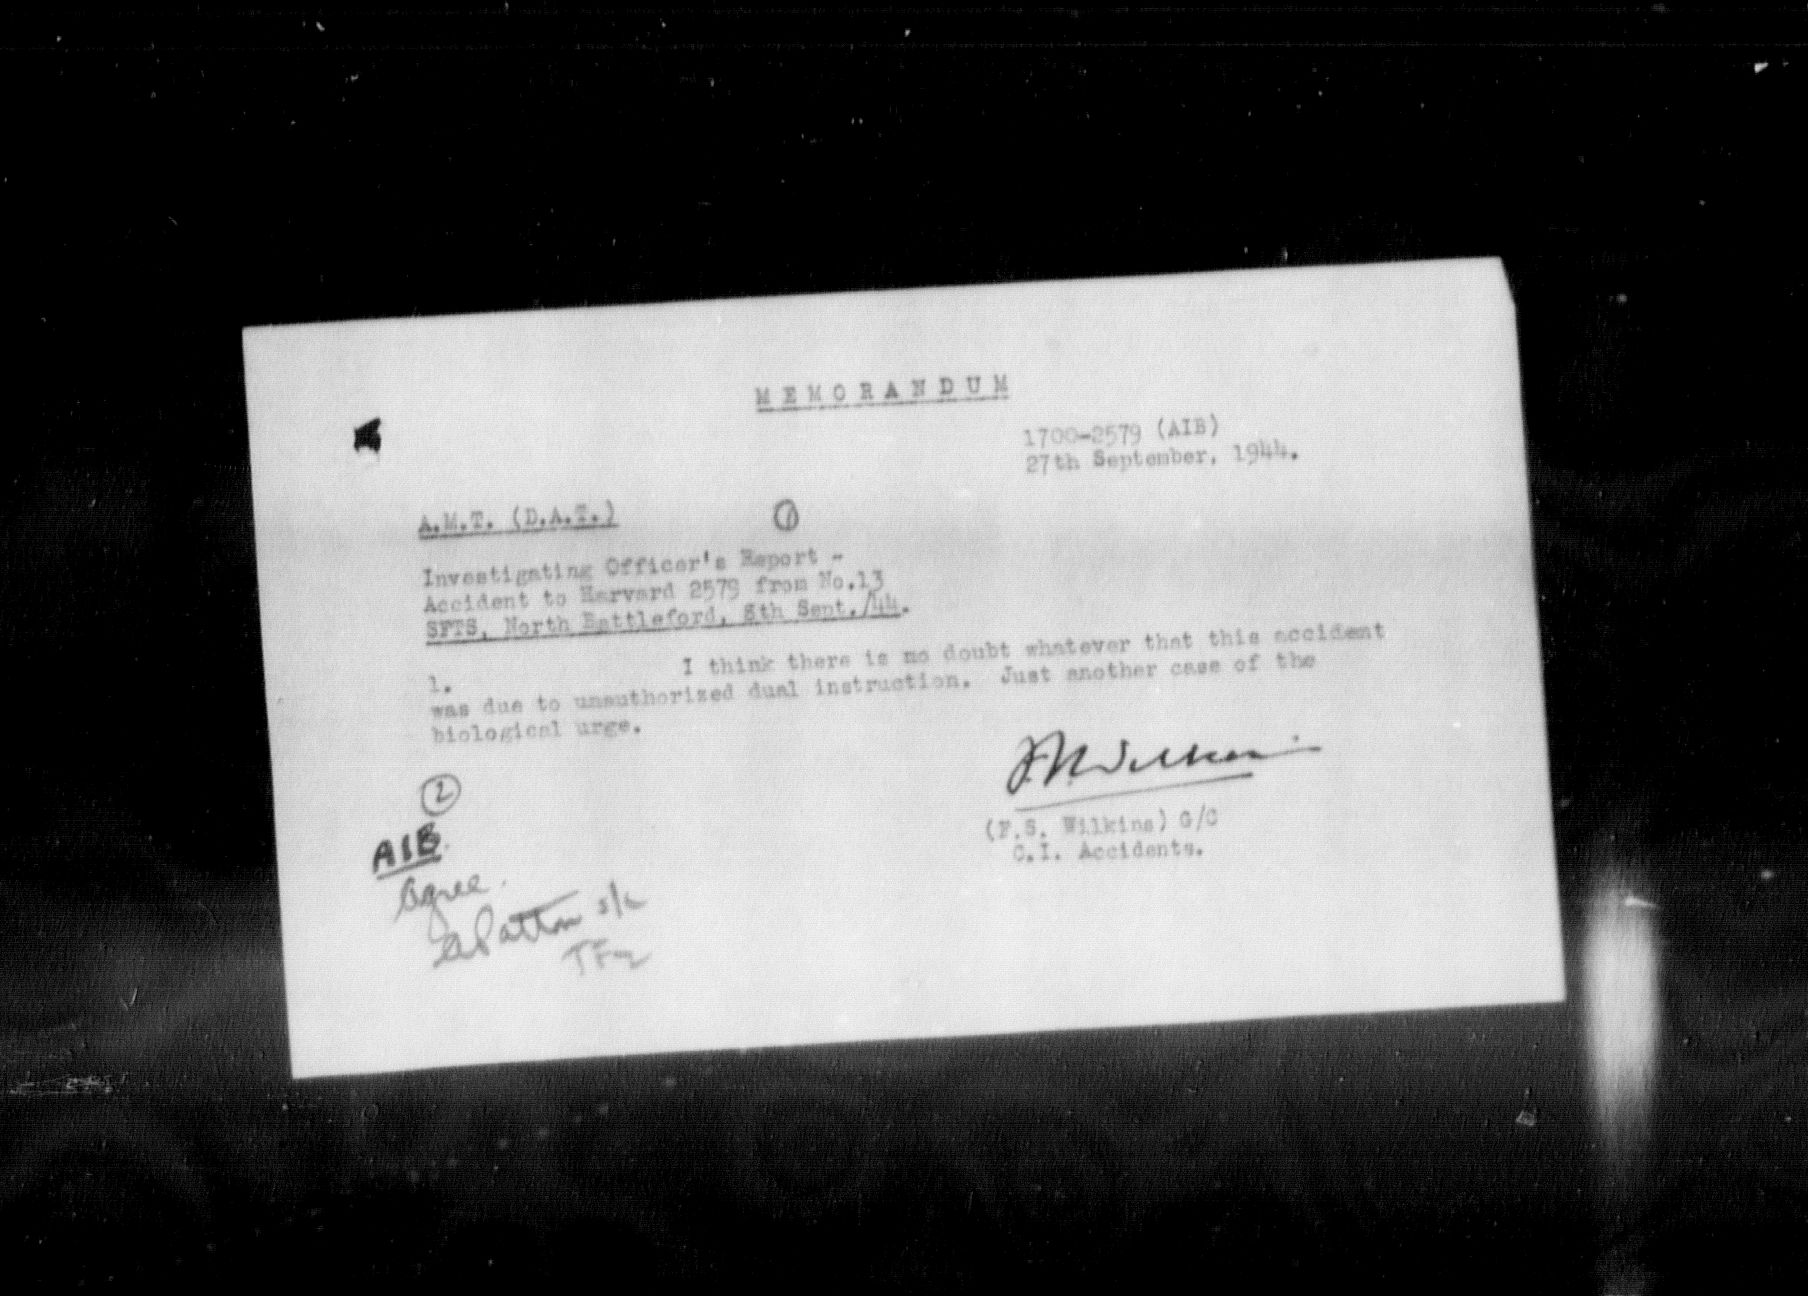 MEMORANDUM
1700-2579 (AIB)
27th September, 1944.
A.M.T. (D.A.T.)
1
Investigating Officer's Report -
Accident to Harvard 2579 from No.13
SFTS, North Battleford, 8th Sept./44.
1. I think there is no doubt whatever that this accident
was due to unauthorized dual instruction. Just another case of the
biological urge.
FSWilkins
(F.S. Wilkins) G/C
C.I. Accidents.
2
AIB.
Agree.
Patton s/L